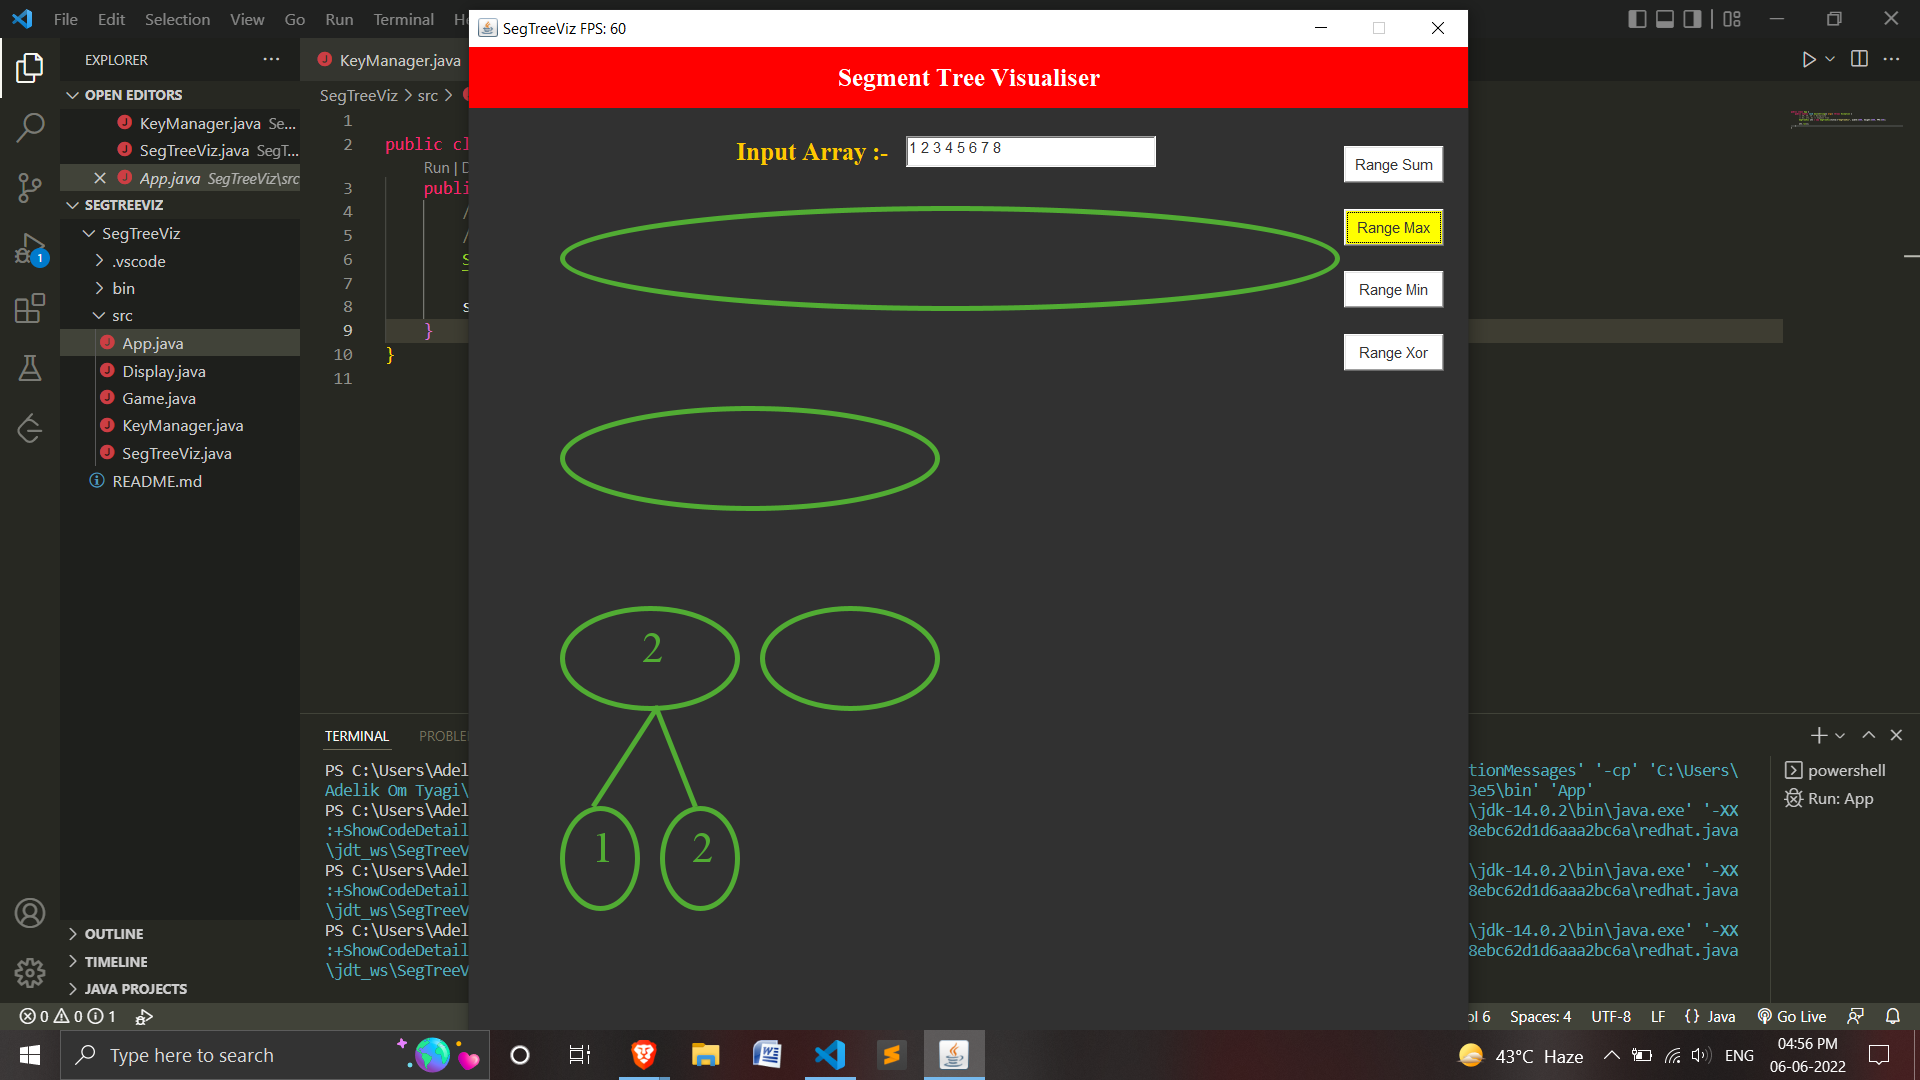 File Edit Selection View Go Run Terminal
SegTreeViz FPS: 60
EXPLORER
KeyManager.java
Segment Tree Visualiser
OPEN EDITORS
SegTreeViz > src >
KeyManager.java Se...
SegTreeViz.java SegT...
App.java SegTreeViz\src
1
2 public cl
Run | D
3 publi
4 /
5 /
6 S
7
8 s
9 }
10 }
11
Input Array :- 1 2 3 4 5 6 7 8
Range Sum
Range Max
Range Min
Range Xor
SEGTREEVIZ
SegTreeViz
.vscode
bin
src
App.java
Display.java
Game.java
KeyManager.java
SegTreeViz.java
README.md
1
2
1 2
TERMINAL PROBLE
PS C:\Users\Adel
tionMessages' '-cp' 'C:\Users\
Adelik Om Tyagi\
3e5\bin' 'App'
PS C:\Users\Adel
\jdk-14.0.2\bin\java.exe' '-XX
:+ShowCodeDetail
8ebc62d1d6aaa2bc6a\redhat.java
\jdt_ws\SegTreeV
PS C:\Users\Adel
\jdk-14.0.2\bin\java.exe' '-XX
:+ShowCodeDetail
8ebc62d1d6aaa2bc6a\redhat.java
\jdt_ws\SegTreeV
PS C:\Users\Adel
\jdk-14.0.2\bin\java.exe' '-XX
:+ShowCodeDetail
8ebc62d1d6aaa2bc6a\redhat.java
\jdt_ws\SegTreeV
powershell
Run: App
OUTLINE
TIMELINE
JAVA PROJECTS
0 0 1
ol 6 Spaces: 4 UTF-8 LF {} Java Go Live
Type here to search
43°C Haze ENG
04:56 PM
06-06-2022